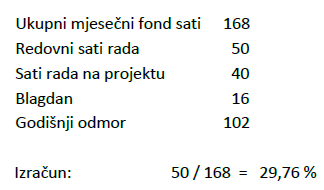 Ukupni mjesečni fond sati 168
Redovni sati rada 50
Sati rada na projektu 40
Blagdan 16
Godišnji odmor 102
Izračun: 50 / 168 = 29,76 %